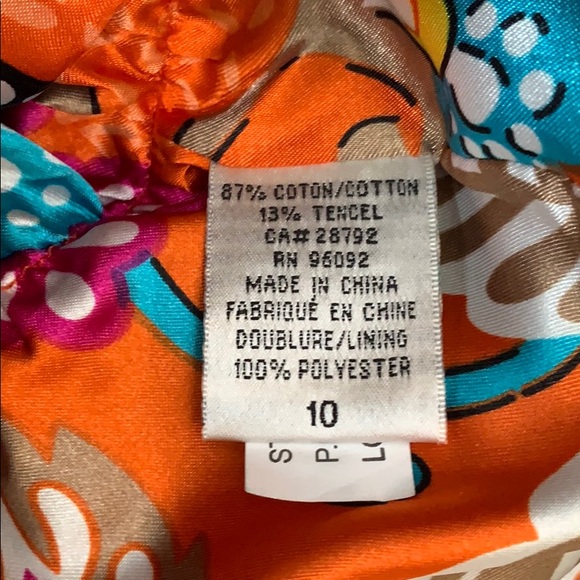 87% COTON/COTTON
13% TENCEL
CA# 28792
RN 96092
MADE IN CHINA
FABRIQUÉ EN CHINE
DOUBLURE/LINING
100% POLYESTER
10